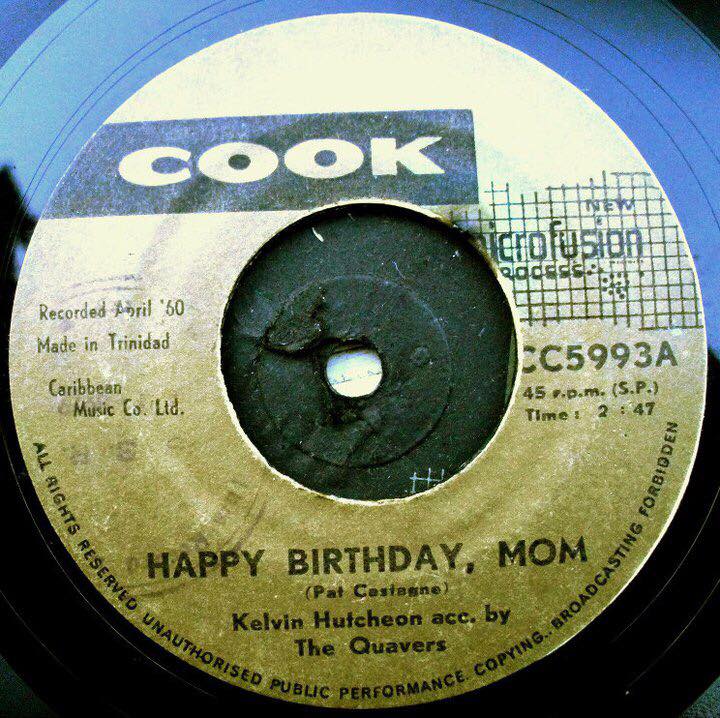 COOK
NEW
microfusion
PROCESS
Recorded April '60
Made in Trinidad
Caribbean
Music Co. Ltd.
CC5993A
45 r.p.m. (S.P.)
Time: 2:47
HAPPY BIRTHDAY, MOM
(Pat Castagne)
Kelvin Hutcheon acc. by
The Quavers
ALL RIGHTS RESERVED UNAUTHORISED PUBLIC PERFORMANCE. COPYING.. BROADCASTING FORBIDDEN